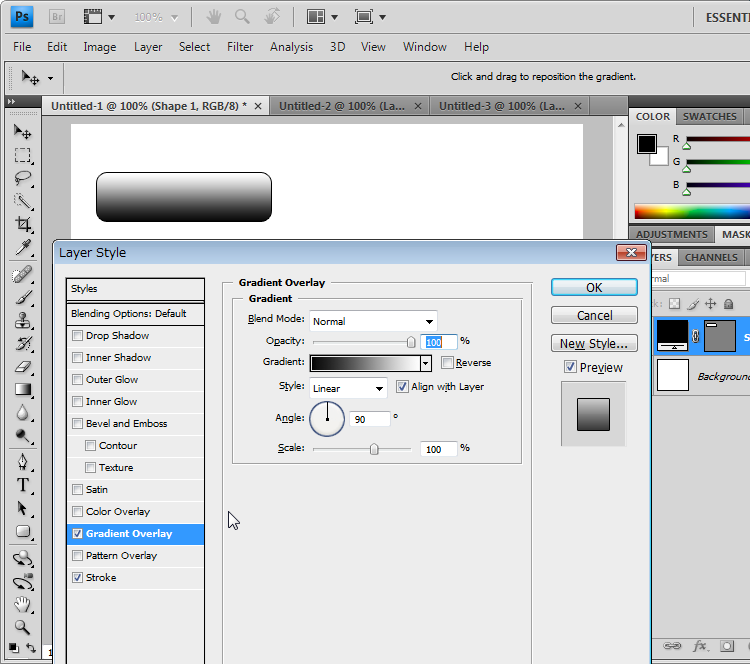 Ps Br 100% ESSENTI
File Edit Image Layer Select Filter Analysis 3D View Window Help
Click and drag to reposition the gradient.
Untitled-1 @ 100% (Shape 1, RGB/8) * × Untitled-2 @ 100% (La... × Untitled-3 @ 100% (La... ×
COLOR SWATCHES
R
G
B
ADJUSTMENTS MASK
YERS CHANNELS
rmal
k:
S
Background
Layer Style
Styles
Blending Options: Default
Drop Shadow
Inner Shadow
Outer Glow
Inner Glow
Bevel and Emboss
Contour
Texture
Satin
Color Overlay
Gradient Overlay
Pattern Overlay
Stroke
Gradient Overlay
Gradient
Blend Mode: Normal
Opacity: 100 %
Gradient: Reverse
Style: Linear Align with Layer
Angle: 90 °
Scale: 100 %
OK
Cancel
New Style...
Preview
T
1
fx